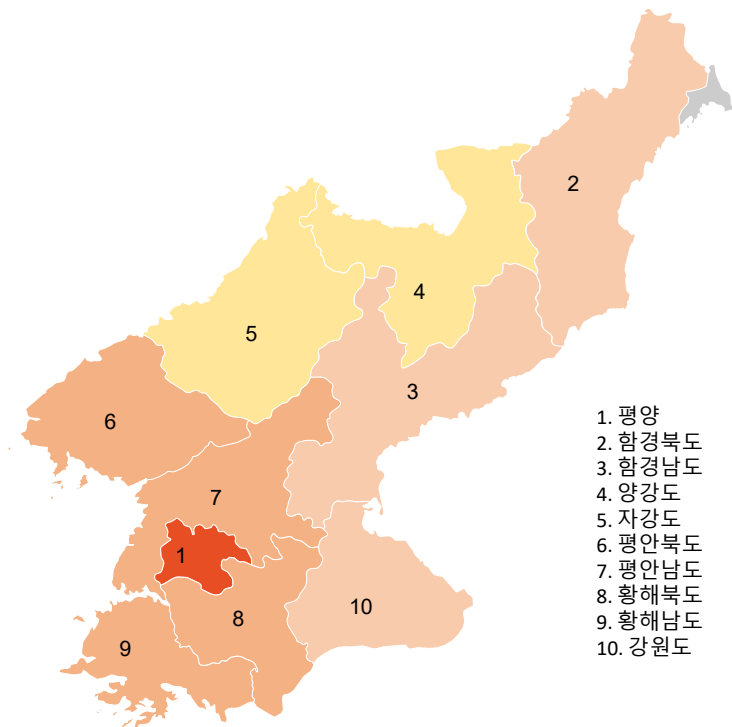 2
4
5
3
6
7
1
10
8
9
1. 평양
2. 함경북도
3. 함경남도
4. 양강도
5. 자강도
6. 평안북도
7. 평안남도
8. 황해북도
9. 황해남도
10. 강원도